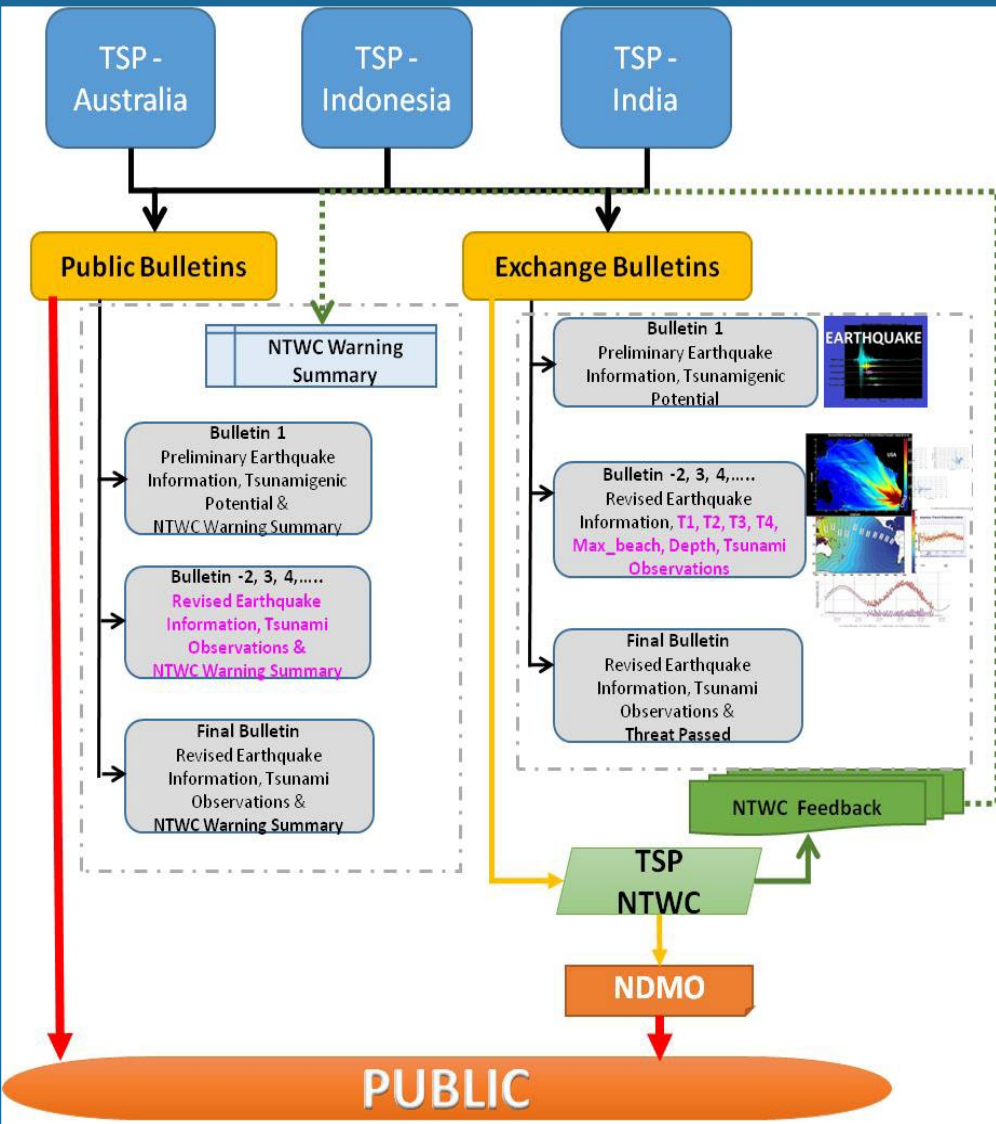 TSP -
Australia
TSP -
Indonesia
TSP -
India
Public Bulletins
Exchange Bulletins
NTWC Warning
Summary
Bulletin 1
Preliminary Earthquake
Information, Tsunamigenic
Potential &
NTWC Warning Summary
Bulletin -2, 3, 4,.....
Revised Earthquake
Information, Tsunami
Observations &
NTWC Warning Summary
Final Bulletin
Revised Earthquake
Information, Tsunami
Observations &
NTWC Warning Summary
Bulletin 1
Preliminary Earthquake
Information, Tsunamigenic
Potential
EARTHQUAKE
Bulletin -2, 3, 4,.....
Revised Earthquake
Information, T1, T2, T3, T4,
Max_beach, Depth, Tsunami
Observations
USA
Final Bulletin
Revised Earthquake
Information, Tsunami
Observations &
Threat Passed
NTWC Feedback
TSP
NTWC
NDMO
PUBLIC